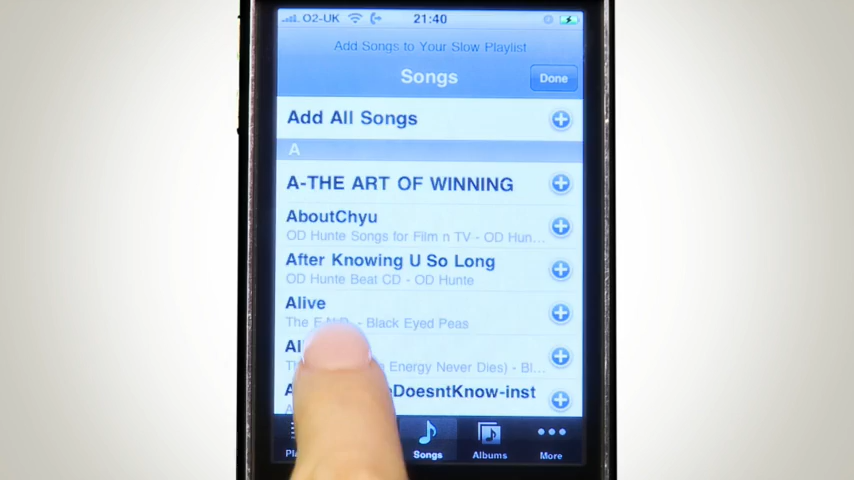 O2-UK 21:40
Add Songs to Your Slow Playlist
Songs
Done
Add All Songs
A
A-THE ART OF WINNING
AboutChyu
OD Hunte Songs for Film n TV - OD Hun...
After Knowing U So Long
OD Hunte Beat CD - OD Hunte
Alive
The E.N.D. - Black Eyed Peas
Energy Never Dies) - Bl...
DoesntKnow-inst
Songs
Albums
More